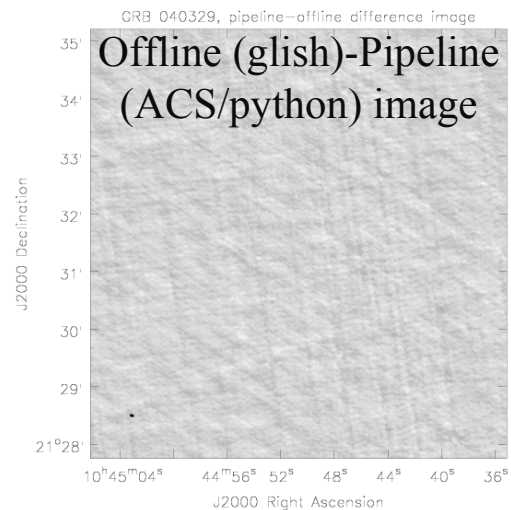 GRB 040329, pipeline-offline difference image
Offline (glish)-Pipeline
(ACS/python) image
35'
34'
33'
32'
31'
30'
29'
21°28'
J2000 Declination
10ʰ45ᵐ04ˢ 44ᵐ56ˢ 52ˢ 48ˢ 44ˢ 40ˢ 36ˢ
J2000 Right Ascension